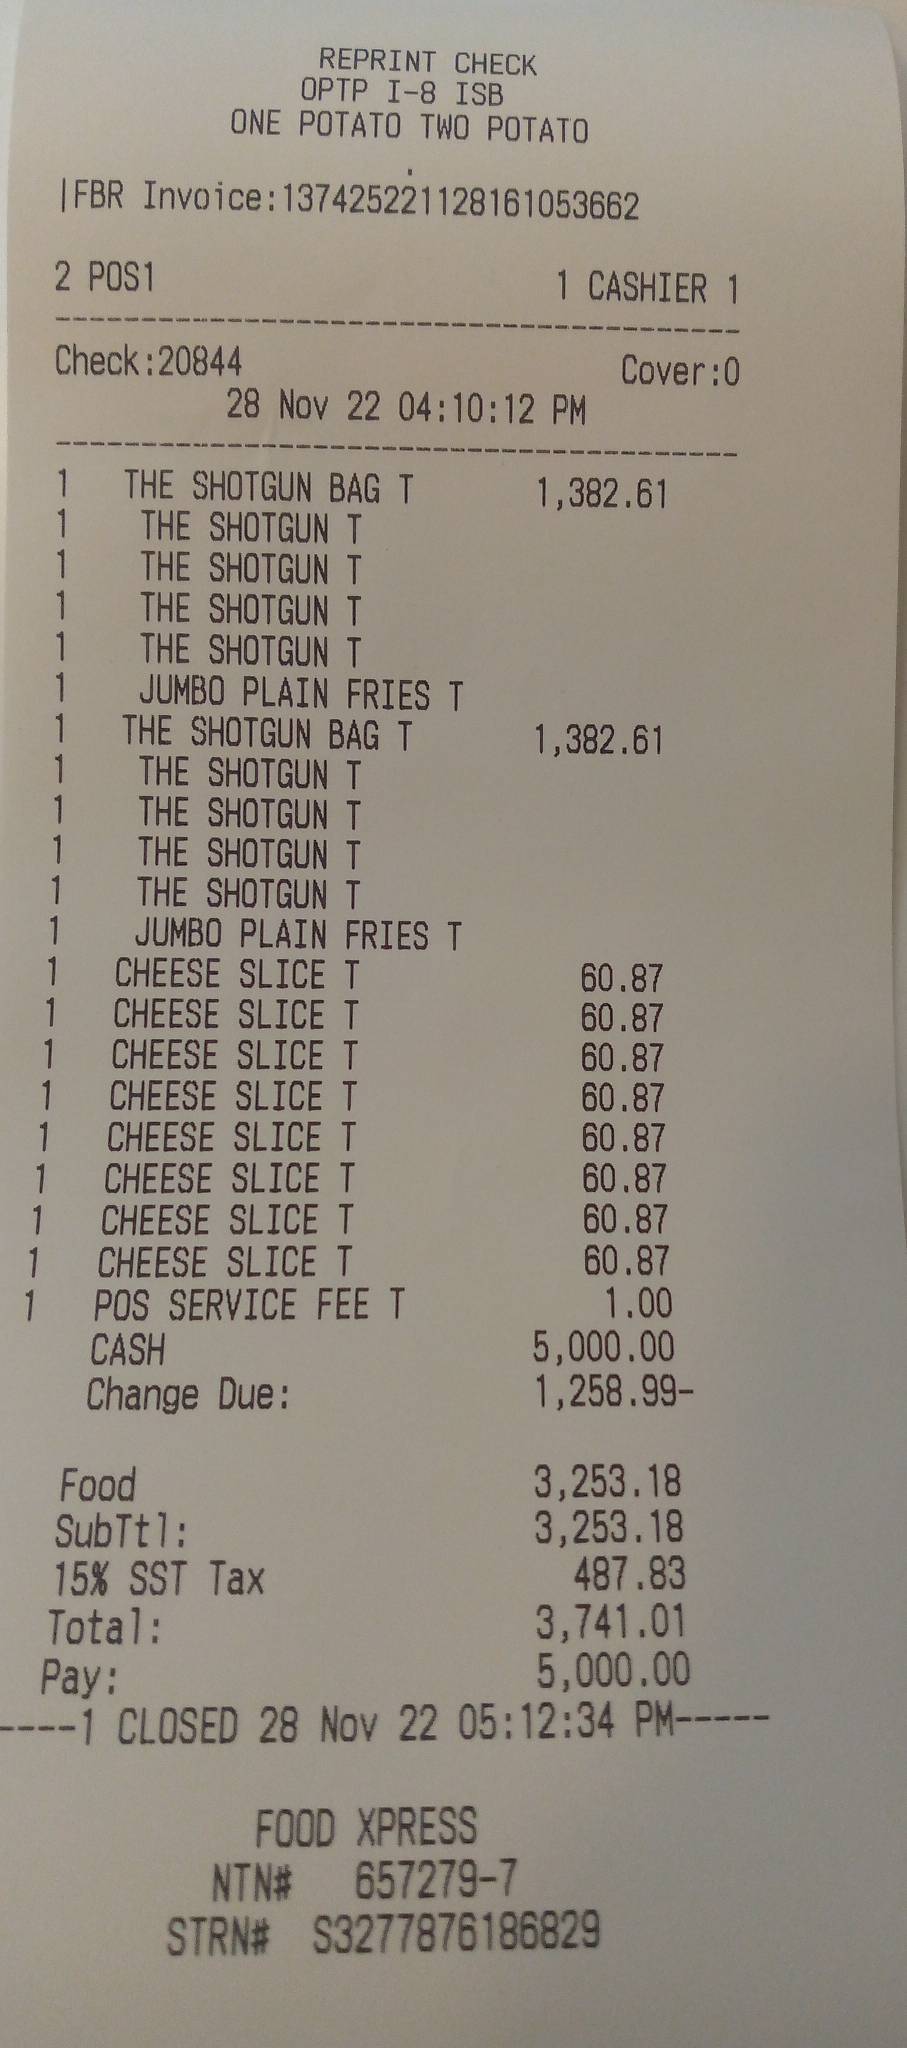 REPRINT CHECK
OPTP I-8 ISB
ONE POTATO TWO POTATO
|FBR Invoice:137425221128161053662
2 POS1 1 CASHIER 1
----------------------------------------
Check:20844 Cover:0
28 Nov 22 04:10:12 PM
----------------------------------------
1 THE SHOTGUN BAG T 1,382.61
1 THE SHOTGUN T
1 THE SHOTGUN T
1 THE SHOTGUN T
1 THE SHOTGUN T
1 JUMBO PLAIN FRIES T
1 THE SHOTGUN BAG T 1,382.61
1 THE SHOTGUN T
1 THE SHOTGUN T
1 THE SHOTGUN T
1 THE SHOTGUN T
1 JUMBO PLAIN FRIES T
1 CHEESE SLICE T 60.87
1 CHEESE SLICE T 60.87
1 CHEESE SLICE T 60.87
1 CHEESE SLICE T 60.87
1 CHEESE SLICE T 60.87
1 CHEESE SLICE T 60.87
1 CHEESE SLICE T 60.87
1 CHEESE SLICE T 60.87
1 POS SERVICE FEE T 1.00
CASH 5,000.00
Change Due: 1,258.99-
Food 3,253.18
SubTtl: 3,253.18
15% SST Tax 487.83
Total: 3,741.01
Pay: 5,000.00
----1 CLOSED 28 Nov 22 05:12:34 PM-----
FOOD XPRESS
NTN# 657279-7
STRN# S3277876186829